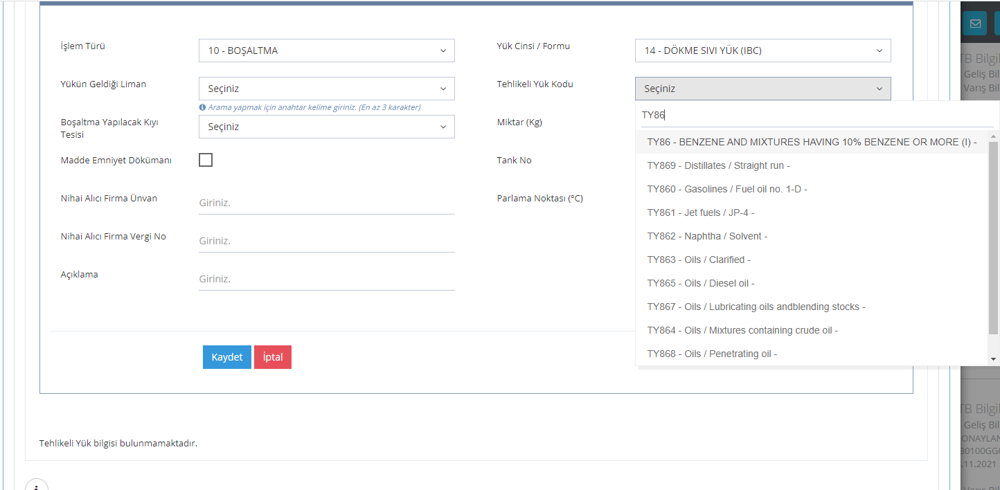 İşlem Türü
10 - BOŞALTMA
Yük Cinsi / Formu
14 - DÖKME SIVI YÜK (IBC)
Yükün Geldiği Liman
Seçiniz
Arama yapmak için anahtar kelime giriniz. (En az 3 karakter)
Tehlikeli Yük Kodu
Seçiniz
TY86
TY86 - BENZENE AND MIXTURES HAVING 10% BENZENE OR MORE (I) -
TY869 - Distillates / Straight run -
TY860 - Gasolines / Fuel oil no. 1-D -
TY861 - Jet fuels / JP-4 -
TY862 - Naphtha / Solvent -
TY863 - Oils / Clarified -
TY865 - Oils / Diesel oil -
TY867 - Oils / Lubricating oils andblending stocks -
TY864 - Oils / Mixtures containing crude oil -
TY868 - Oils / Penetrating oil -
Boşaltma Yapılacak Kıyı
Tesisi
Seçiniz
Miktar (Kg)
Madde Emniyet Dökümanı
Tank No
Nihai Alıcı Firma Ünvan
Giriniz.
Parlama Noktası (°C)
Nihai Alıcı Firma Vergi No
Giriniz.
Açıklama
Giriniz.
Kaydet
İptal
Tehlikeli Yük bilgisi bulunmamaktadır.
TB Bilgil
Geliş Bil
Varış Bil
TB Bilgil
Geliş Bil
ONAYLAN
30100GG
.11.2021
Varış Bil